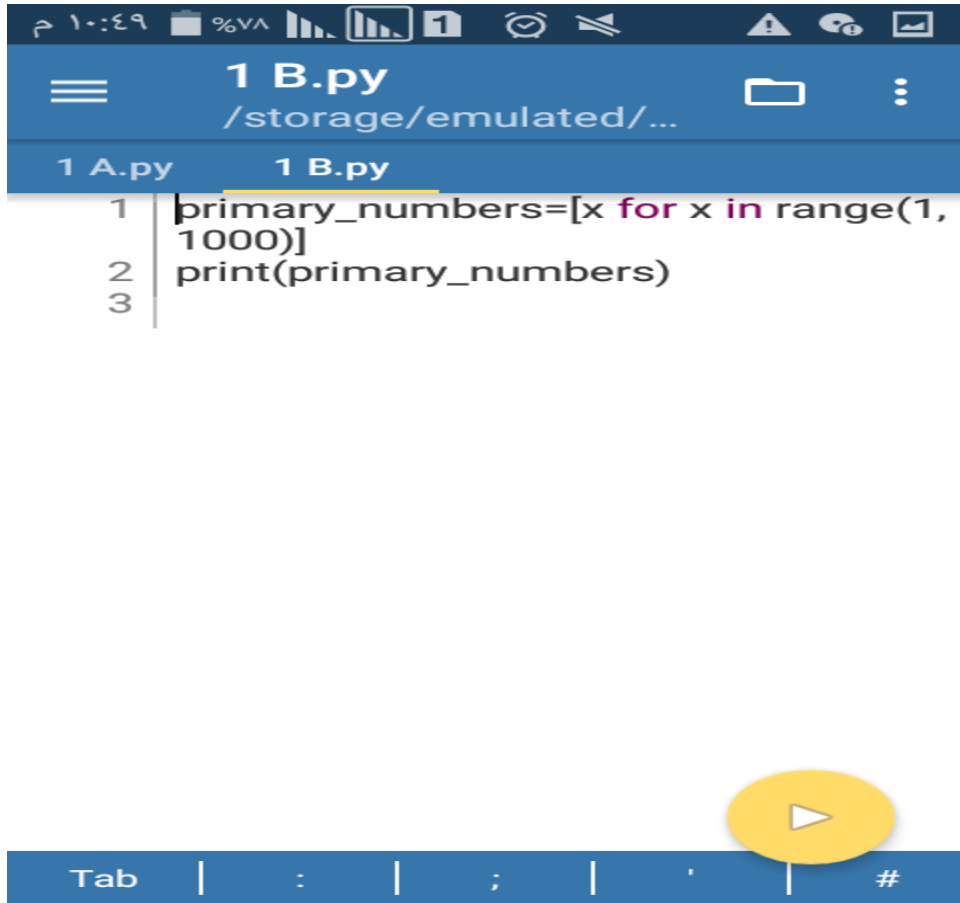 ١٠:٤٩ م %٧٨ 1
1 B.py
/storage/emulated/...
1 A.py 1 B.py
1 primary_numbers=[x for x in range(1,
1000)]
2 print(primary_numbers)
3
Tab | : | ; | ' | #